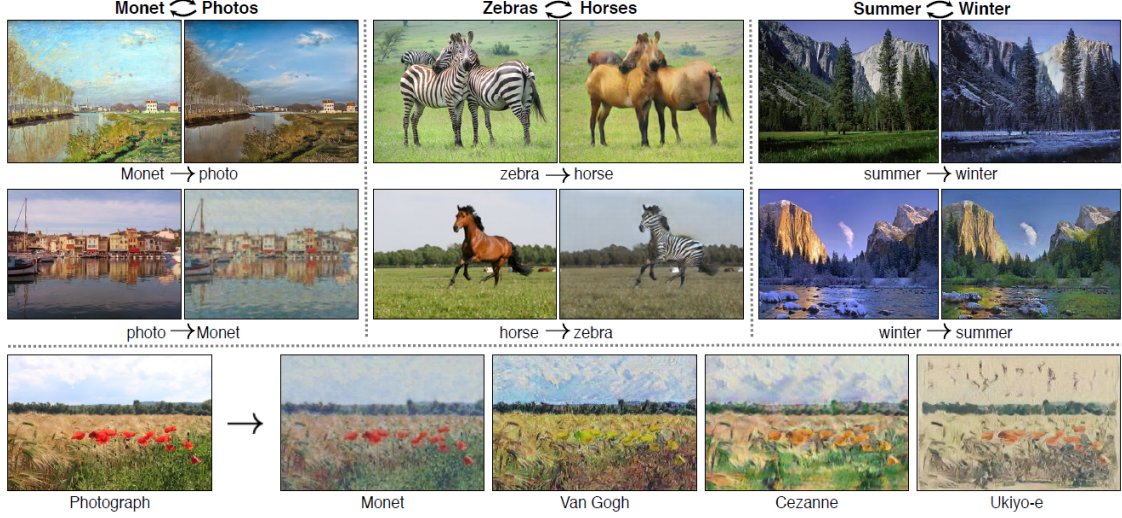 Monet Photos
Zebras Horses
Summer Winter
Monet → photo
zebra → horse
summer → winter
photo → Monet
horse → zebra
winter → summer
Photograph
Monet
Van Gogh
Cezanne
Ukiyo-e